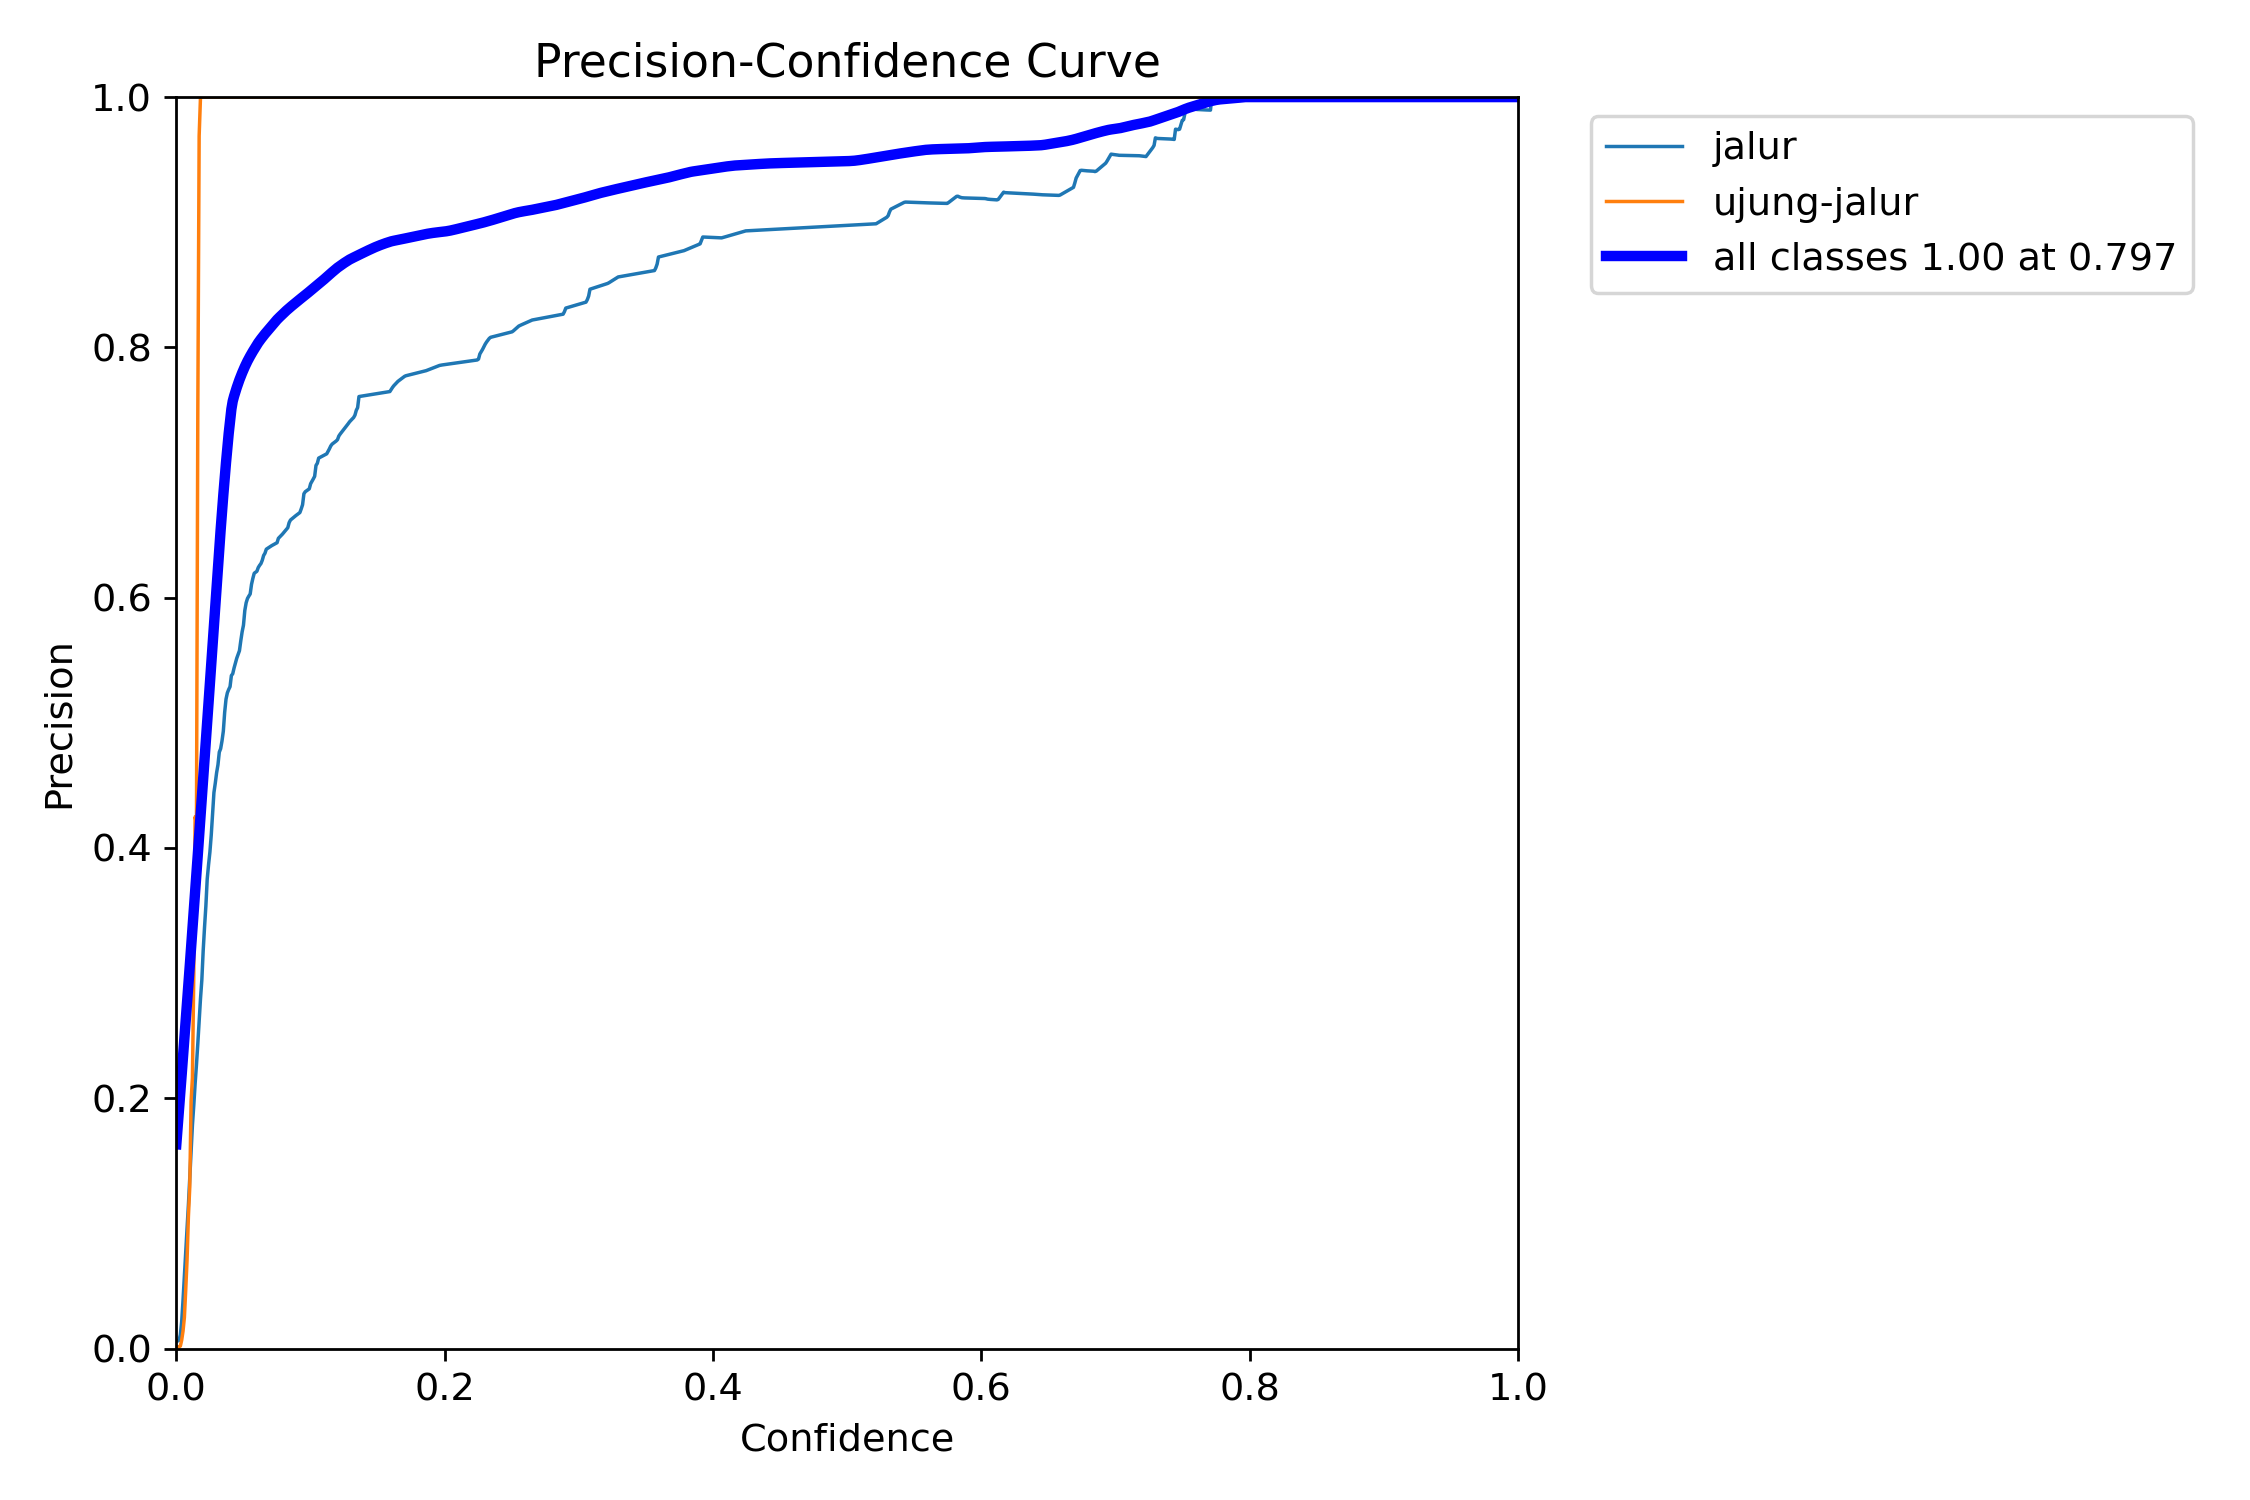 Precision-Confidence Curve
1.0
0.8
0.6
0.4
0.2
0.0
Precision
0.0 0.2 0.4 0.6 0.8 1.0
Confidence
jalur
ujung-jalur
all classes 1.00 at 0.797